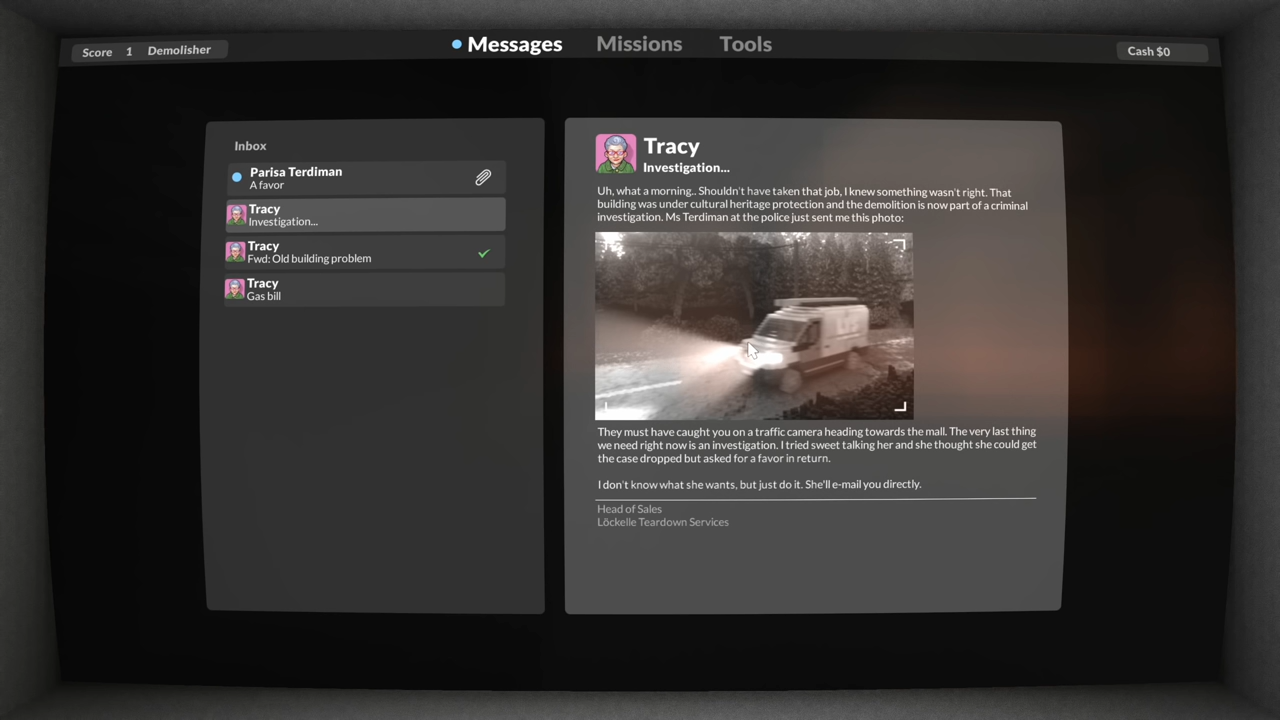 Score 1 Demolisher
Messages
Missions
Tools
Cash $0
Inbox
Parisa Terdiman
A favor
Tracy
Investigation...
Tracy
Fwd: Old building problem
Tracy
Gas bill
Tracy
Investigation...
Uh, what a morning.. Shouldn't have taken that job, I knew something wasn't right. That
building was under cultural heritage protection and the demolition is now part of a criminal
investigation. Ms Terdiman at the police just sent me this photo:
They must have caught you on a traffic camera heading towards the mall. The very last thing
we need right now is an investigation. I tried sweet talking her and she thought she could get
the case dropped but asked for a favor in return.
I don't know what she wants, but just do it. She'll e-mail you directly.
Head of Sales
Löckelle Teardown Services